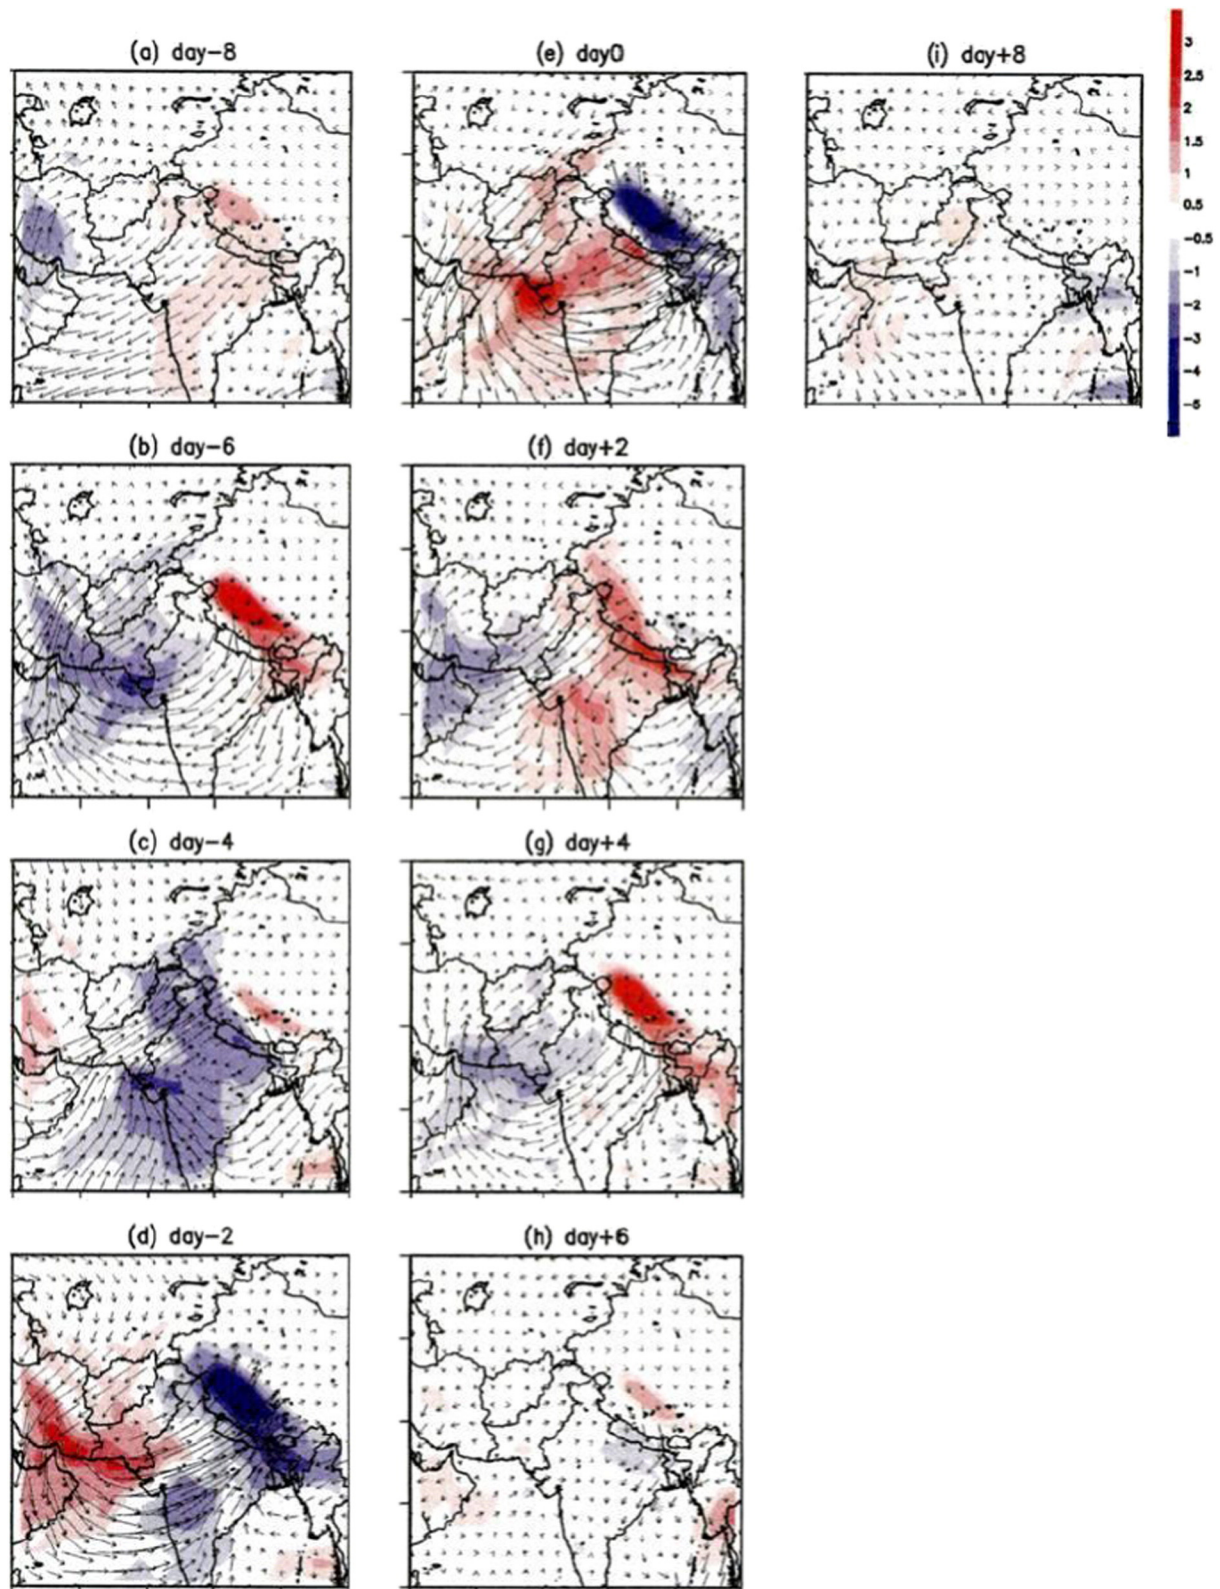 (a) day−8
(e) day0
(i) day+8
3
2.5
2
1.5
1
0.5
−0.5
−1
−2
−3
−4
−5
(b) day−6
(f) day+2
(c) day−4
(g) day+4
(d) day−2
(h) day+6